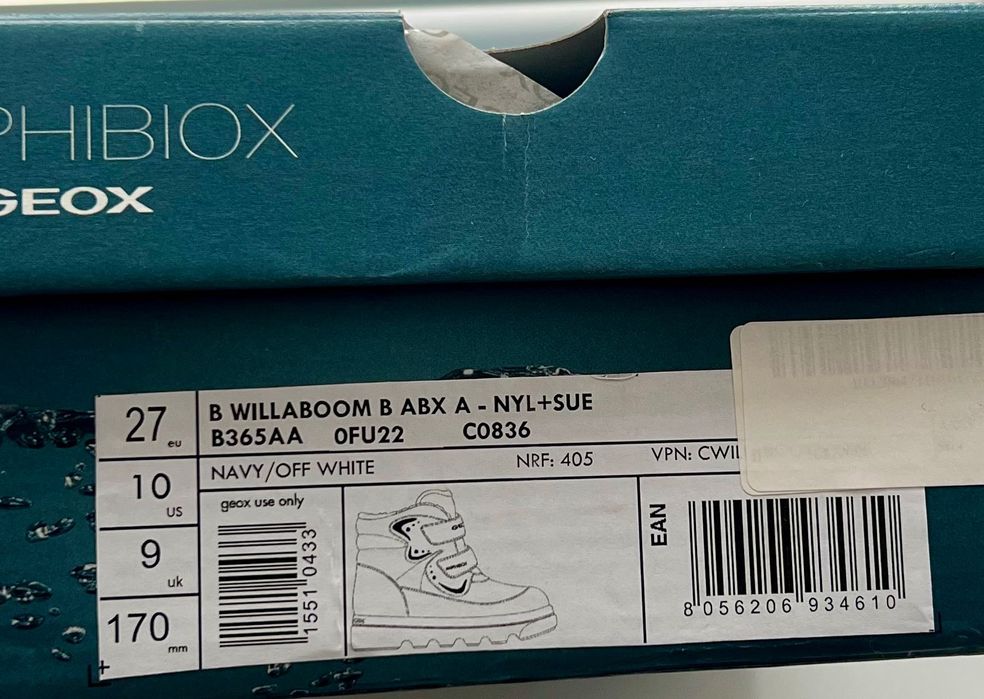 PHIBIOX
GEOX
27 eu
10 US
9 uk
170 mm
B WILLABOOM B ABX A - NYL+SUE
B365AA 0FU22 C0836
NAVY/OFF WHITE NRF: 405 VPN: CWIL
geox use only
1551 0433
EAN
8 056206 934610